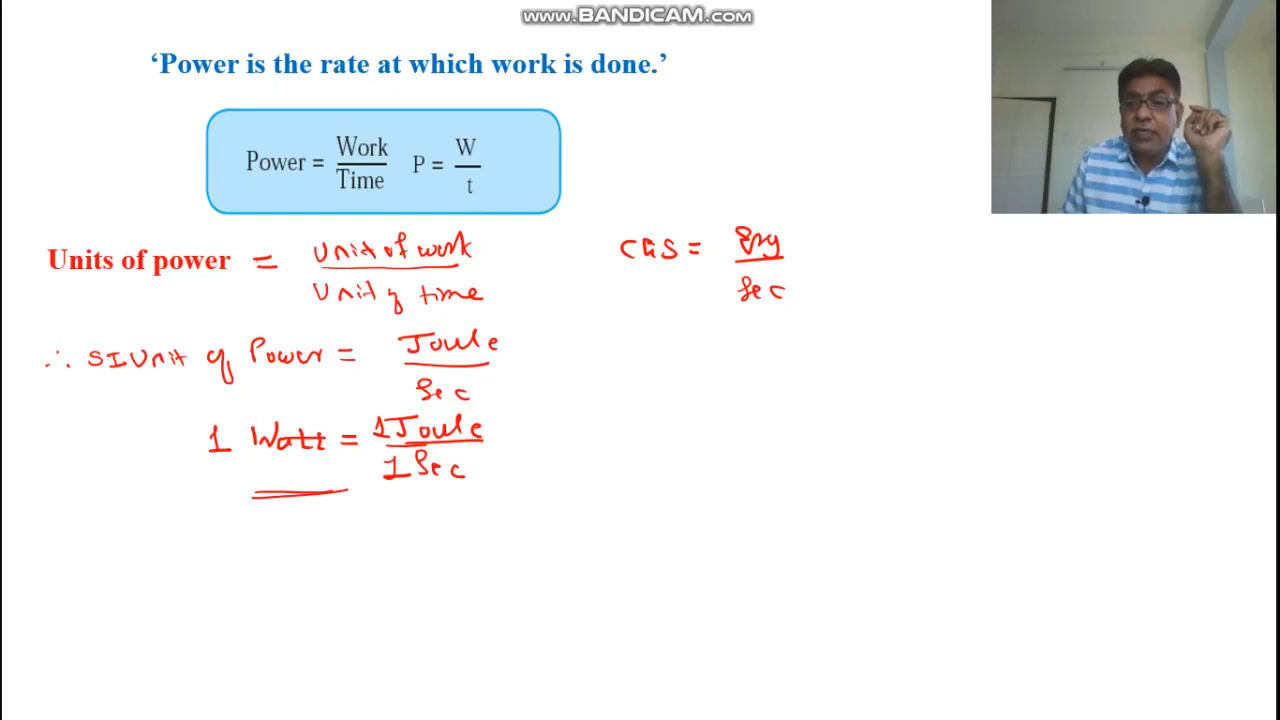 www.BANDICAM.com
‘Power is the rate at which work is done.’
Power = Work / Time P = W / t
Units of power = Unit of work / Unit of time
CGS = Erg / Sec
∴ SI Unit of Power = Joule / Sec
1 Watt = 1 Joule / 1 Sec